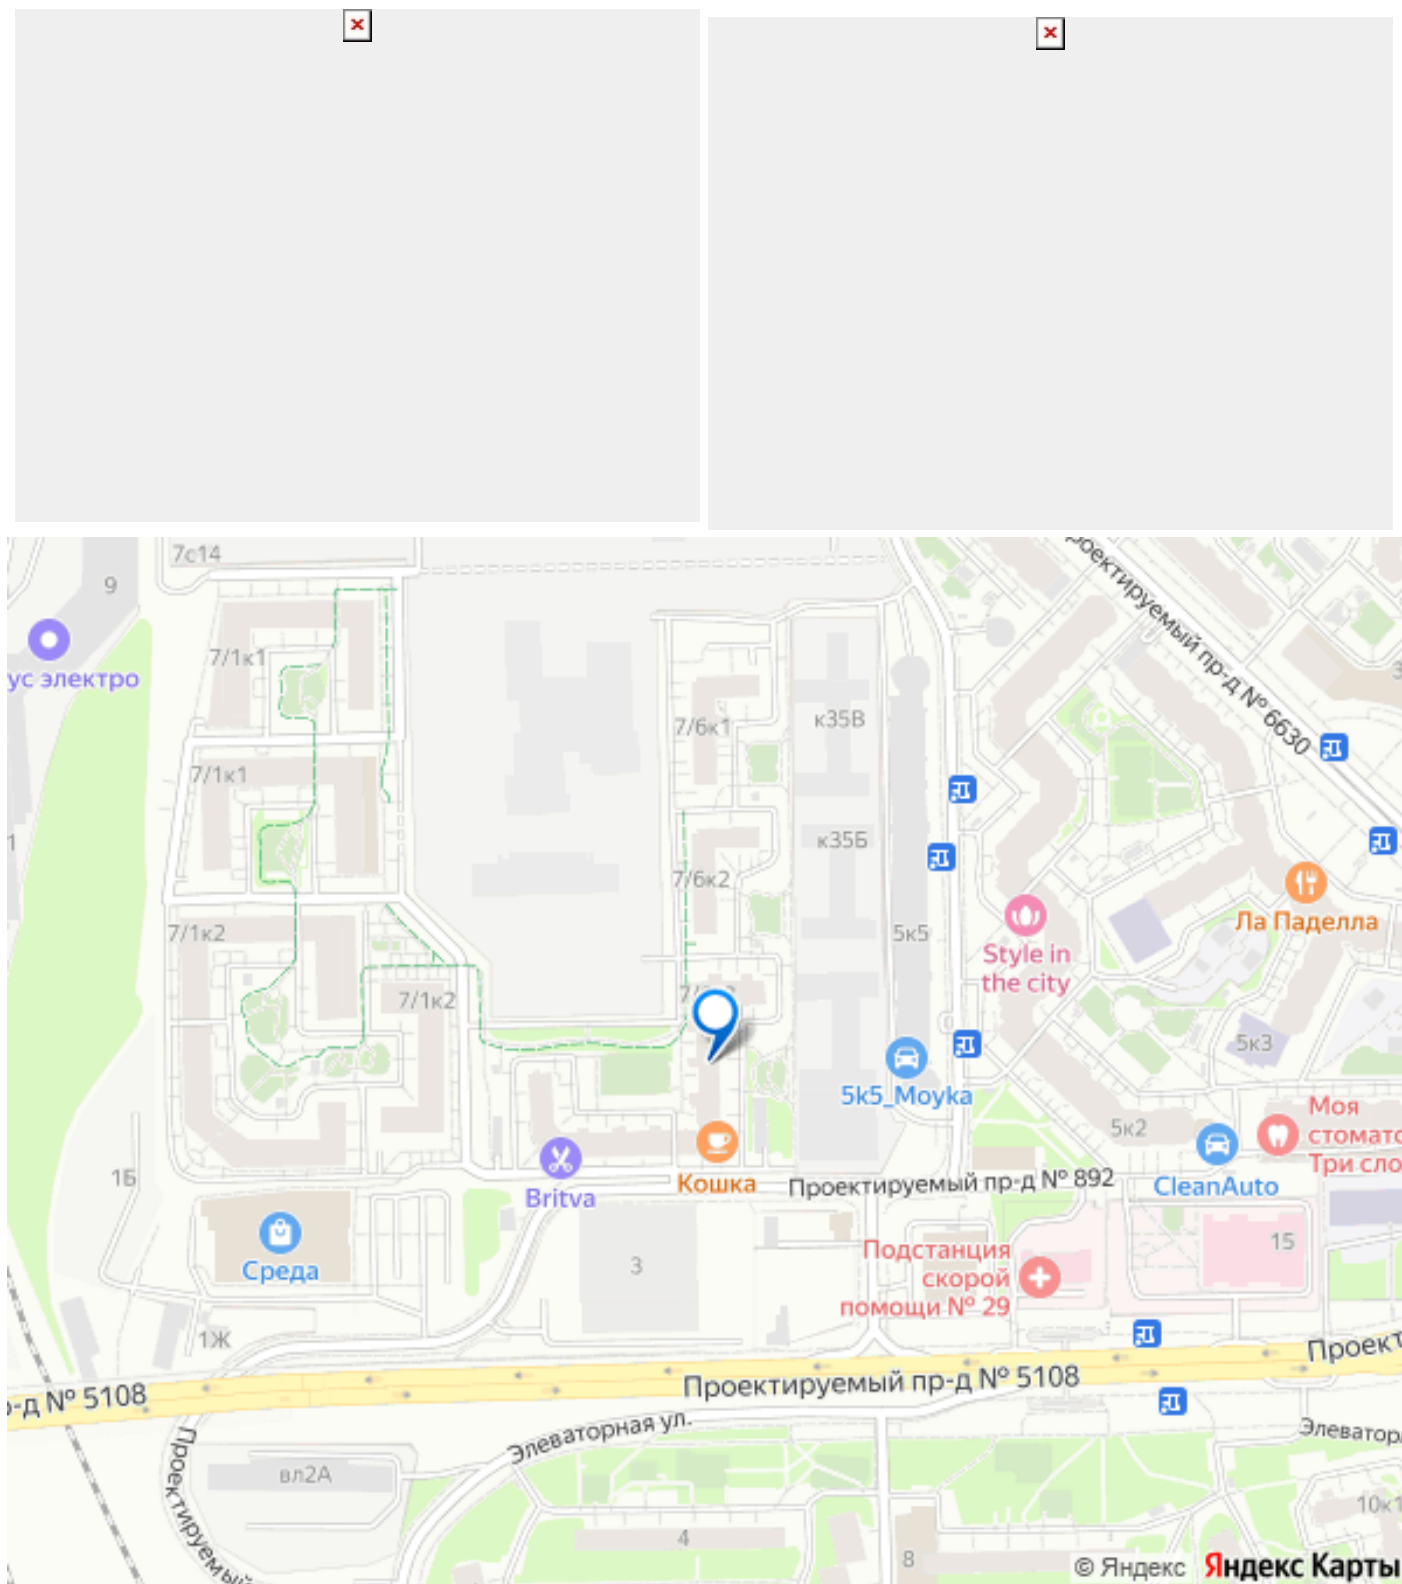 7с14
9
7/1к1
ус электро
7/1к1
7/6к1
к35В
Проектируемый пр-д № 6630
к35Б
7/6к2
7/1к2
5к5
Style in
the city
Ла Паделла
7/1к2
5к3
5k5_Moyka
5к2
Моя
стоматс
Три сло
1Б
Britva
Кошка
Проектируемый пр-д № 892
CleanAuto
Среда
3
Подстанция
скорой
помощи № 29
15
1Ж
Проект
-д № 5108
Проектируемый пр-д № 5108
Элеваторная ул.
Элеватор
Проектируемый
вл2А
4
8
10к1
© Яндекс Яндекс Карты